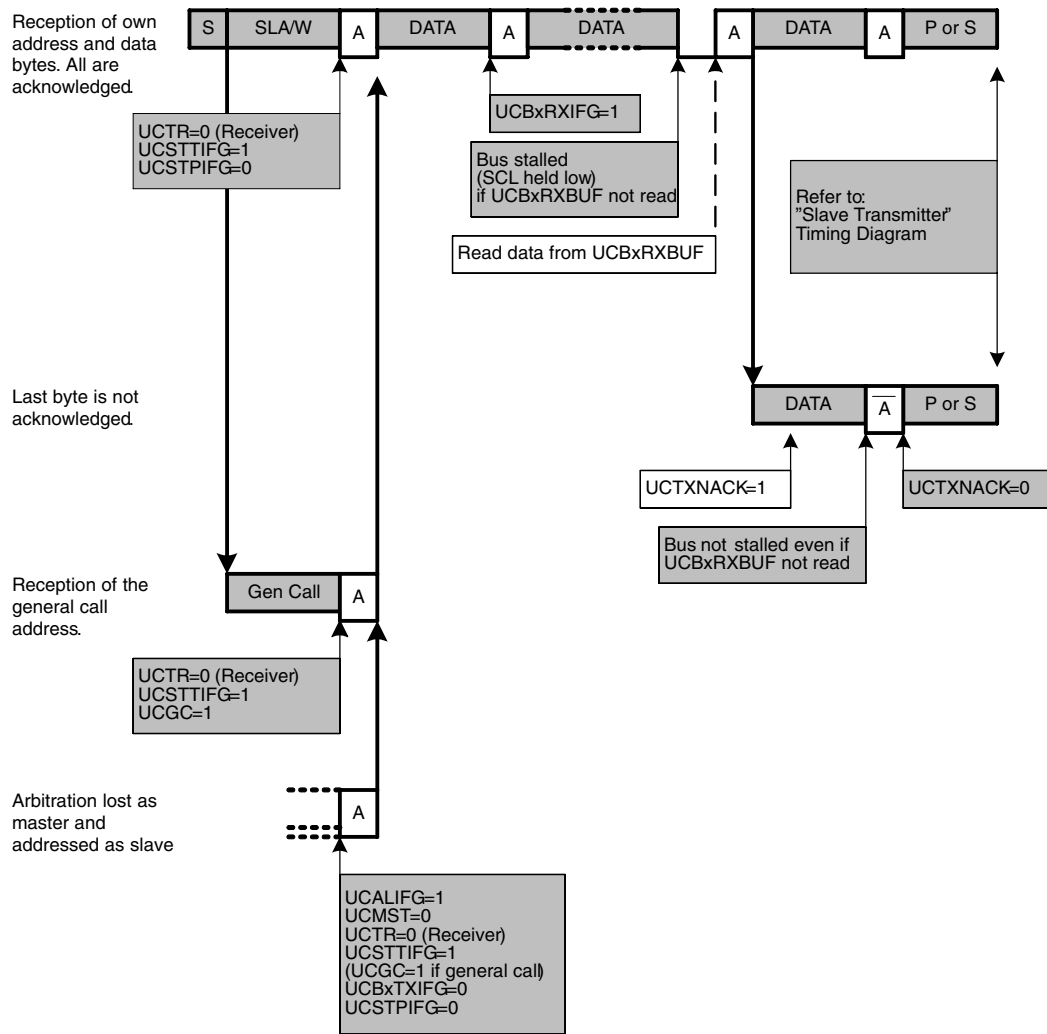 Reception of own
address and data
bytes. All are
acknowledged.
S SLA/W A DATA A DATA A DATA A P or S
UCTR=0 (Receiver)
UCSTTIFG=1
UCSTPIFG=0
UCBxRXIFG=1
Bus stalled
(SCL held low)
if UCBxRXBUF not read
Read data from UCBxRXBUF
Refer to:
”Slave Transmitter”
Timing Diagram
Last byte is not
acknowledged.
DATA A P or S
UCTXNACK=1
UCTXNACK=0
Bus not stalled even if
UCBxRXBUF not read
Reception of the
general call
address.
Gen Call A
UCTR=0 (Receiver)
UCSTTIFG=1
UCGC=1
Arbitration lost as
master and
addressed as slave
A
UCALIFG=1
UCMST=0
UCTR=0 (Receiver)
UCSTTIFG=1
(UCGC=1 if general call)
UCBxTXIFG=0
UCSTPIFG=0